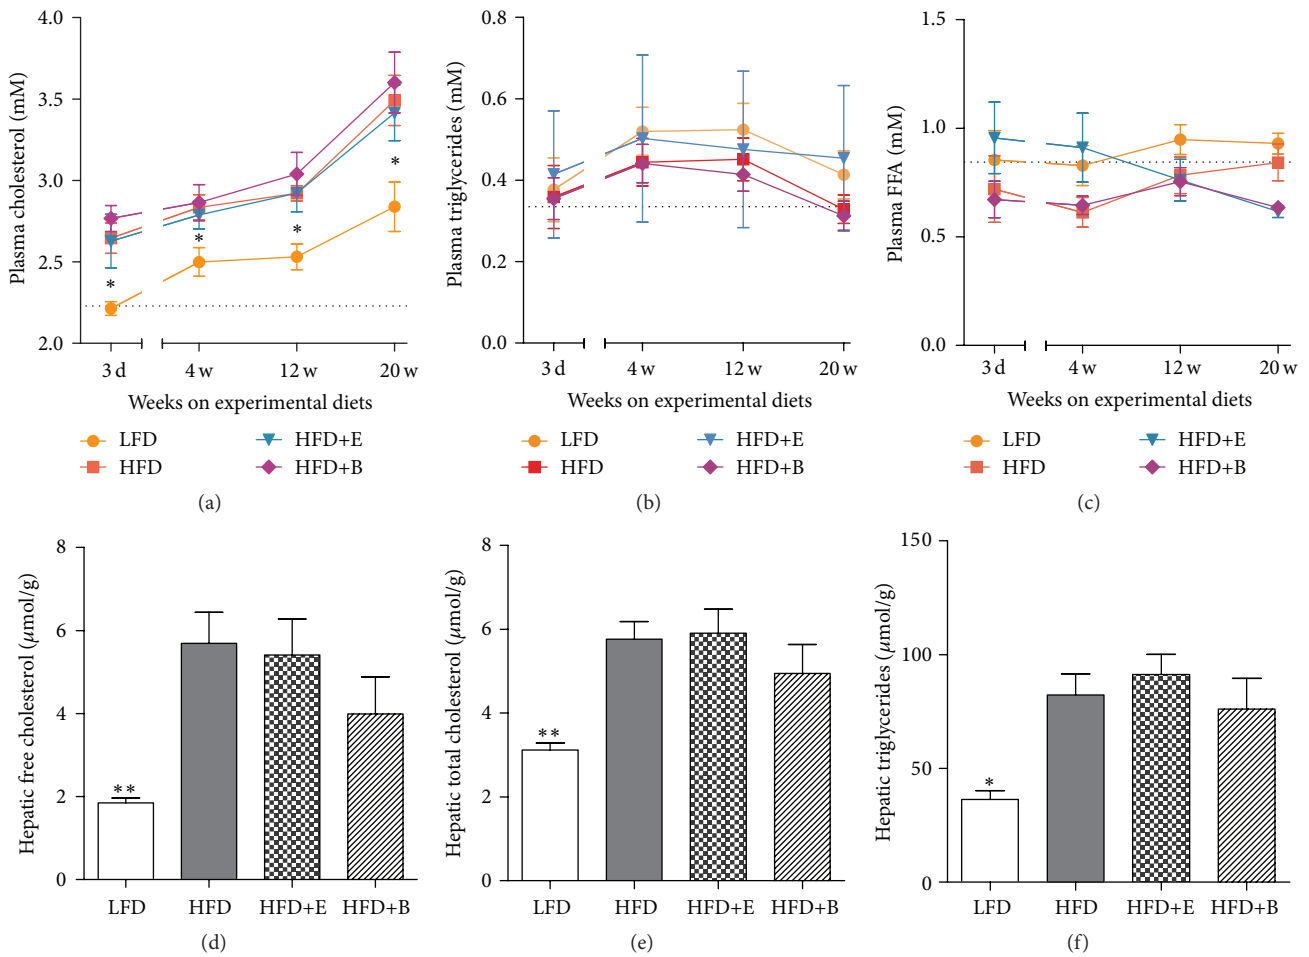 Plasma cholesterol (mM)
4.0
3.5
3.0
2.5
2.0
*
*
*
*
3 d 4 w 12 w 20 w
Weeks on experimental diets
LFD HFD+E
HFD HFD+B
(a)
Plasma triglycerides (mM)
0.8
0.6
0.4
0.2
0.0
3 d 4 w 12 w 20 w
Weeks on experimental diets
LFD HFD+E
HFD HFD+B
(b)
Plasma FFA (mM)
1.5
1.0
0.5
0.0
3 d 4 w 12 w 20 w
Weeks on experimental diets
LFD HFD+E
HFD HFD+B
(c)
Hepatic free cholesterol (μmol/g)
8
6
4
2
0
**
LFD HFD HFD+E HFD+B
(d)
Hepatic total cholesterol (μmol/g)
8
6
4
2
0
**
LFD HFD HFD+E HFD+B
(e)
Hepatic triglycerides (μmol/g)
150
100
50
0
*
LFD HFD HFD+E HFD+B
(f)